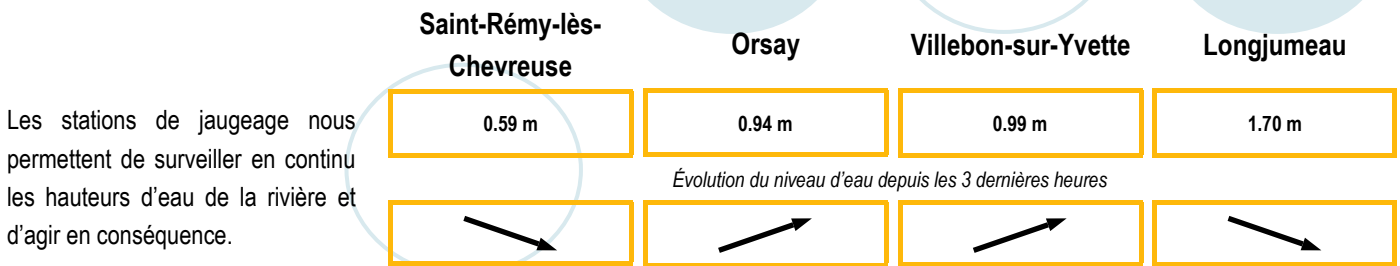 Saint-Rémy-lès-
Chevreuse
Orsay
Villebon-sur-Yvette
Longjumeau
Les stations de jaugeage nous
permettent de surveiller en continu
les hauteurs d’eau de la rivière et
d’agir en conséquence.
0.59 m
0.94 m
0.99 m
1.70 m
Évolution du niveau d’eau depuis les 3 dernières heures